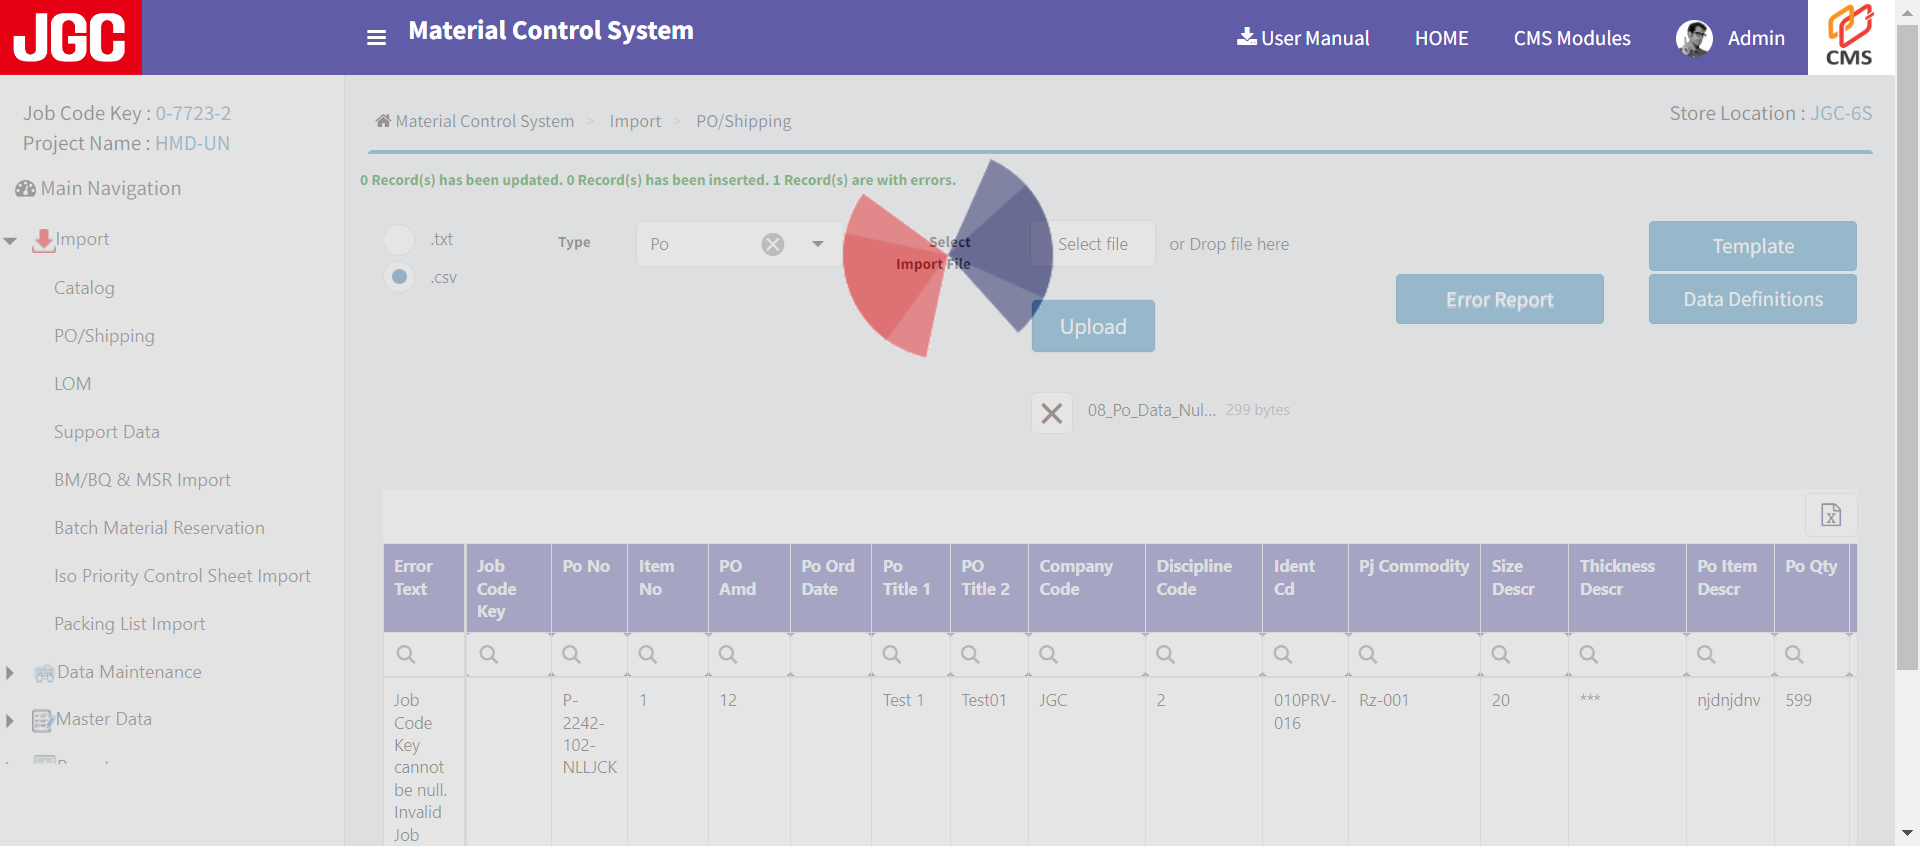 JGC
Material Control System
User Manual
HOME
CMS Modules
Admin
CMS
Job Code Key : 0-7723-2
Project Name : HMD-UN
Main Navigation
Import
Catalog
PO/Shipping
LOM
Support Data
BM/BQ & MSR Import
Batch Material Reservation
Iso Priority Control Sheet Import
Packing List Import
Data Maintenance
Master Data
Material Control System > Import > PO/Shipping
Store Location : JGC-6S
0 Record(s) has been updated. 0 Record(s) has been inserted. 1 Record(s) are with errors.
.txt
.csv
Type
Po
Select
Import File
Select file
or Drop file here
Upload
Error Report
Template
Data Definitions
08_Po_Data_Nul... 299 bytes
Error Text
Job Code Key
Po No
Item No
PO Amd
Po Ord Date
Po Title 1
PO Title 2
Company Code
Discipline Code
Ident Cd
Pj Commodity
Size Descr
Thickness Descr
Po Item Descr
Po Qty
Job
Code
Key
cannot
be null.
Invalid
Job
P-
2242-
102-
NLLJCK
1
12
Test 1
Test01
JGC
2
010PRV-
016
Rz-001
20
***
njdnjdnv
599